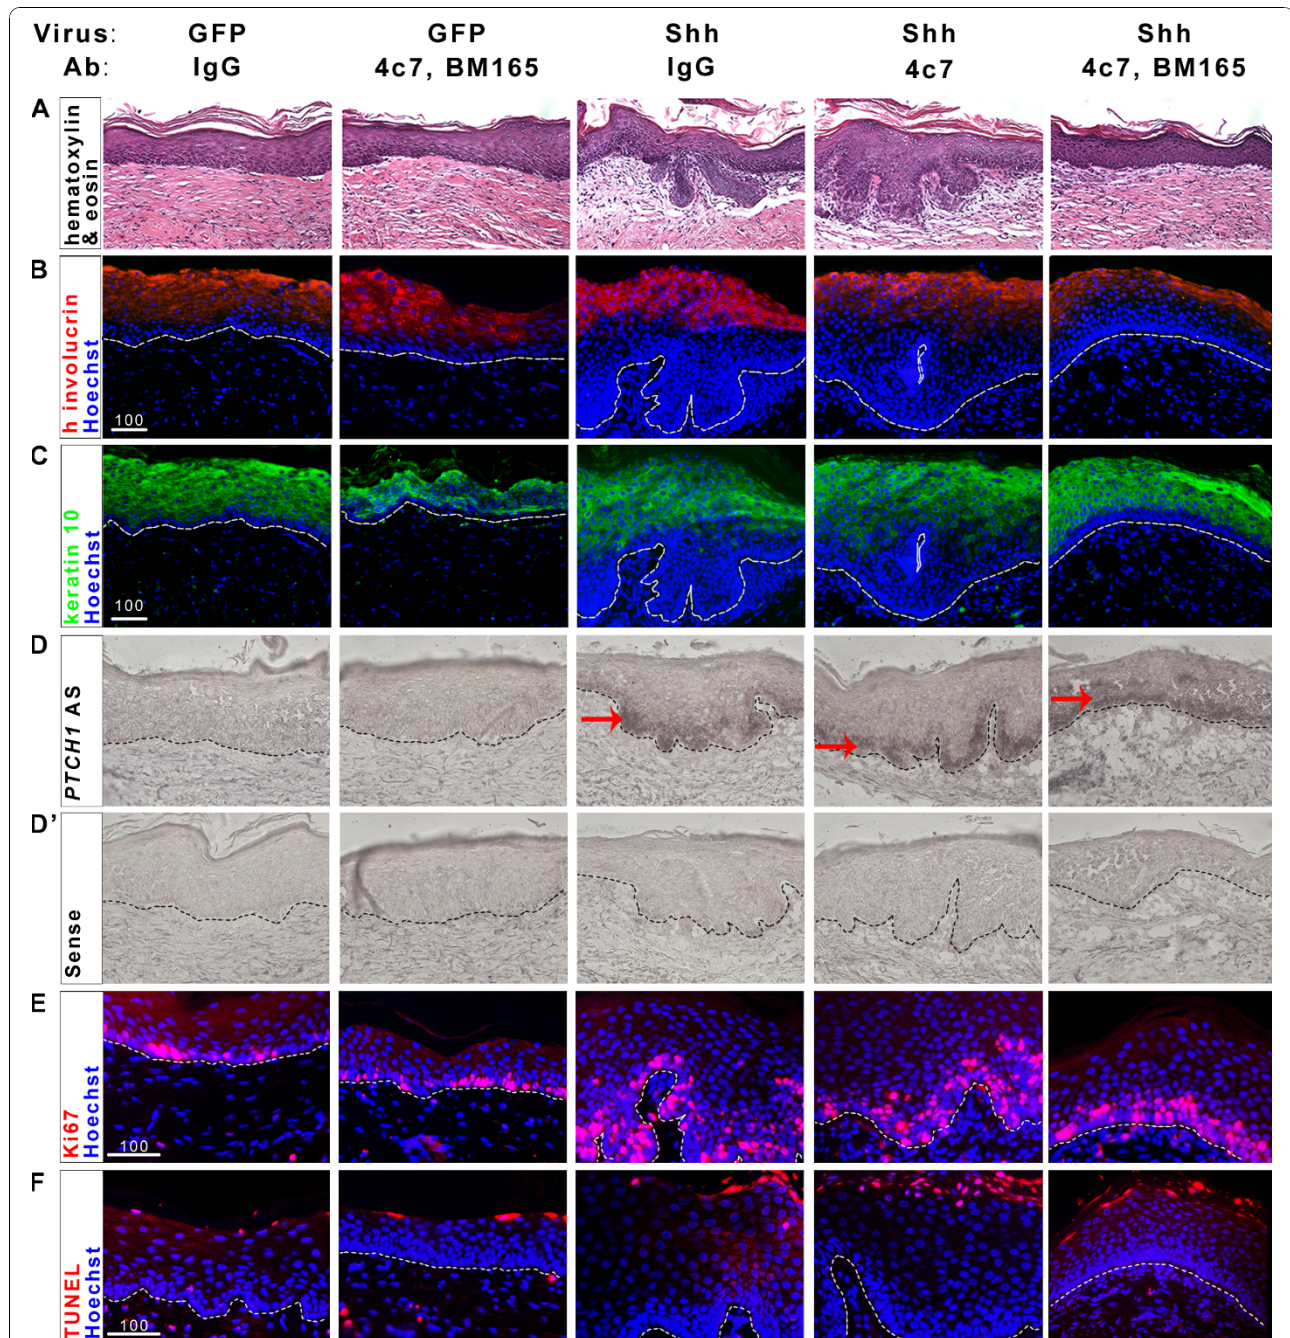 Virus: GFP GFP Shh Shh Shh
Ab: IgG 4c7, BM165 IgG 4c7 4c7, BM165
A
hematoxylin
& eosin
B
h involucrin
Hoechst
100
C
keratin 10
Hoechst
100
D
PTCH1 AS
D'
Sense
E
Ki67
Hoechst
100
F
TUNEL
Hoechst
100